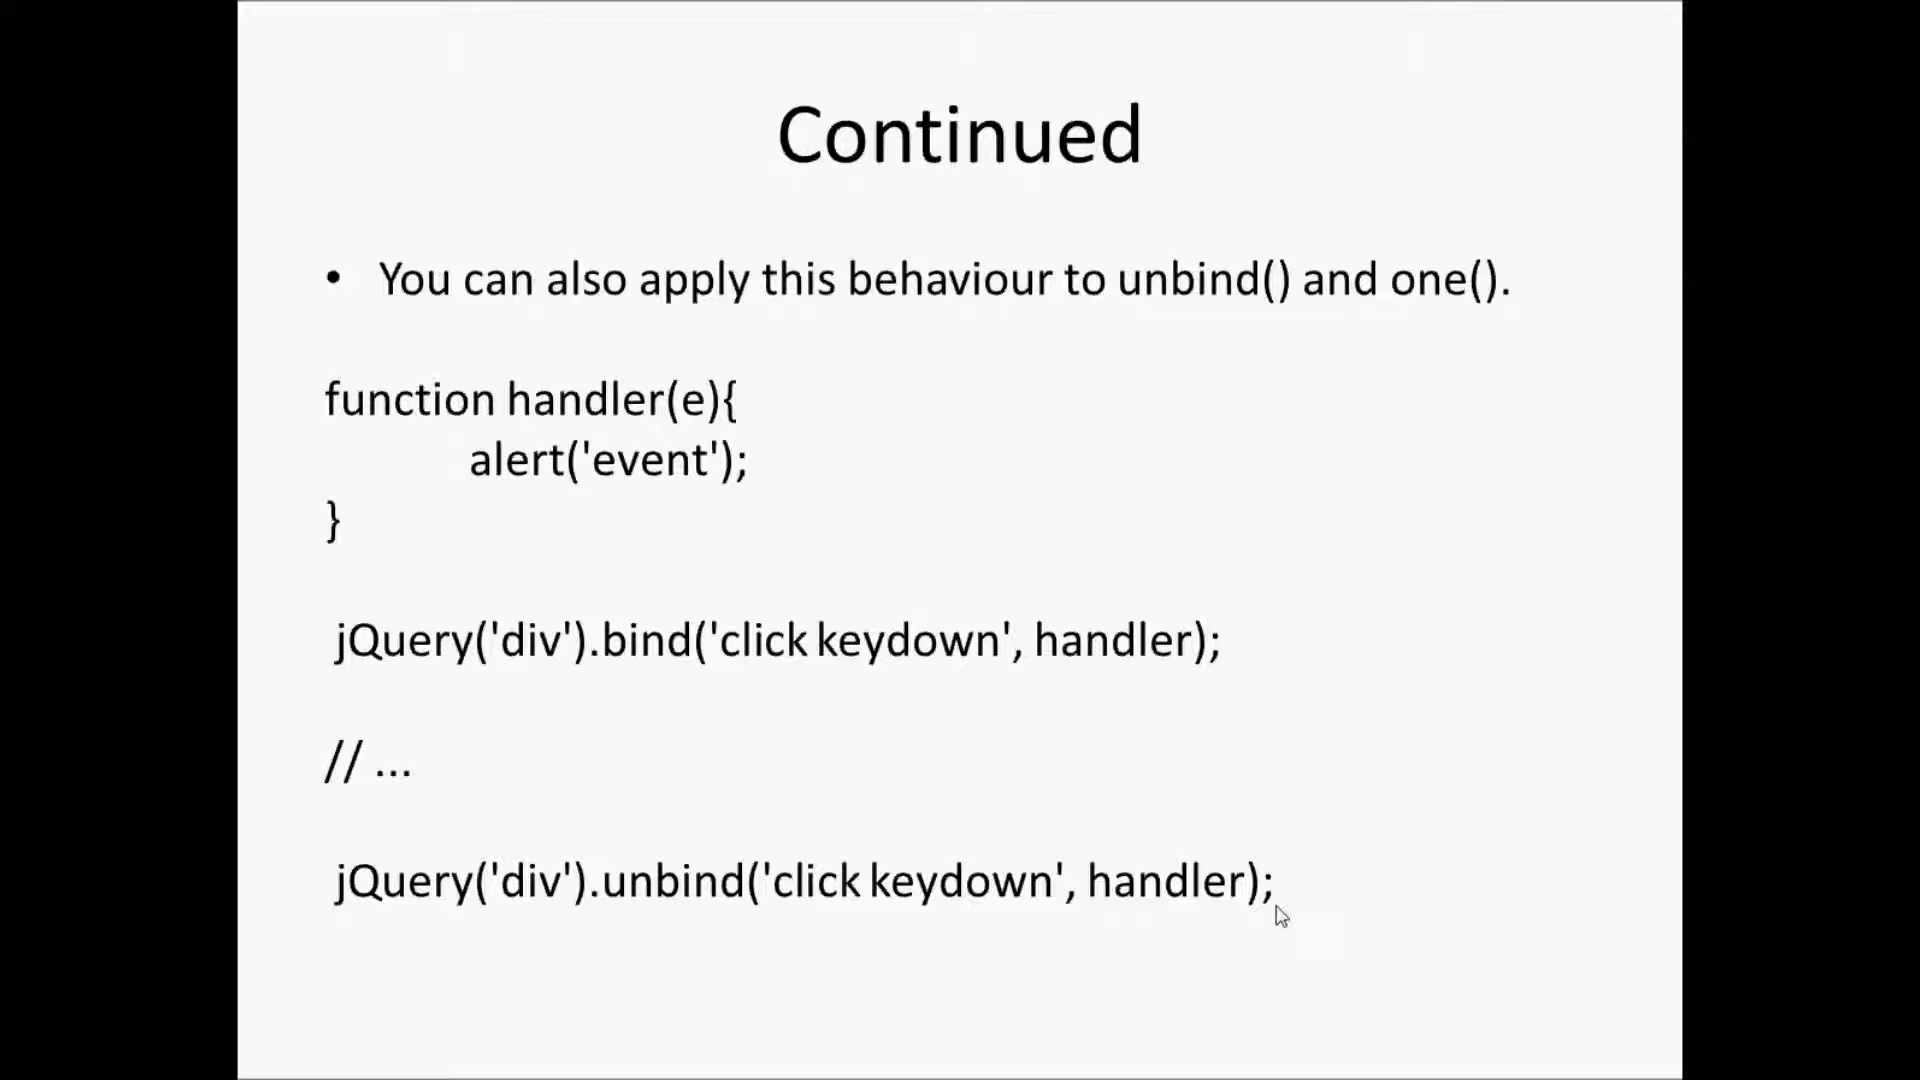 Continued
• You can also apply this behaviour to unbind() and one().
function handler(e){
alert('event');
}
jQuery('div').bind('click keydown', handler);
// ...
jQuery('div').unbind('click keydown', handler);